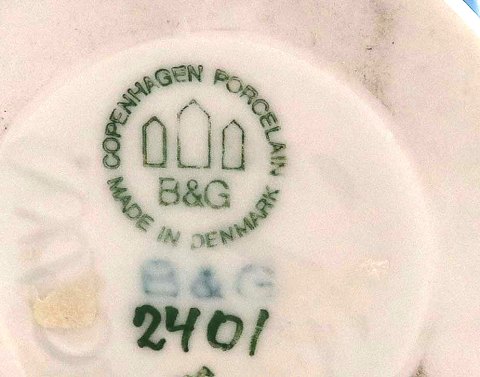 COPENHAGEN PORCELAIN
B&G
MADE IN DENMARK
B&G
2401